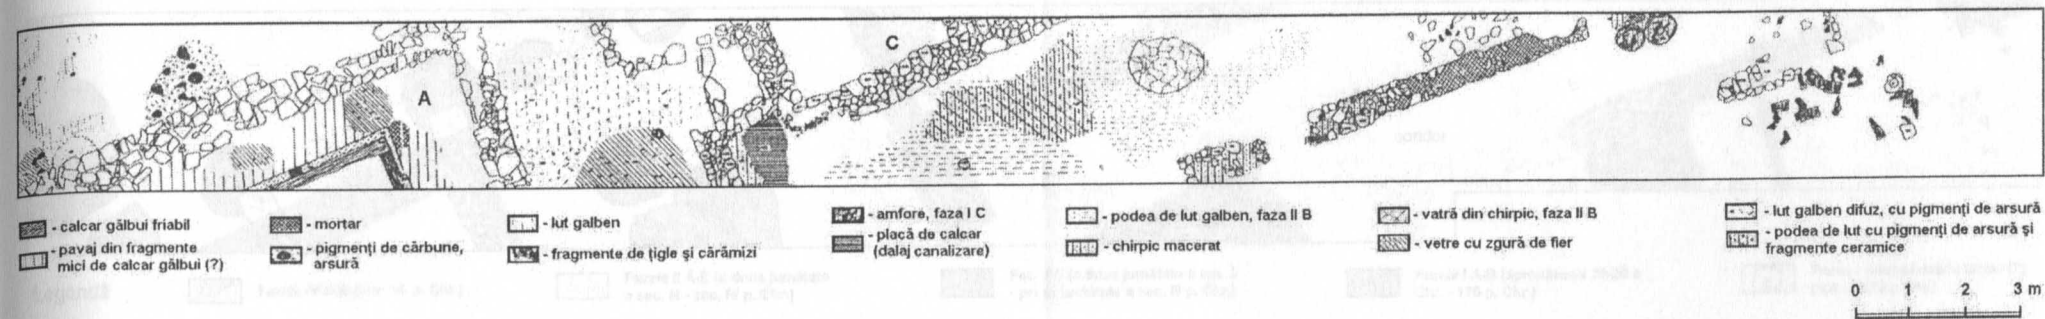 A
C
- calcar gălbui friabil
- pavaj din fragmente
mici de calcar gălbui (?)
- mortar
- pigmenţi de cărbune,
arsură
- lut galben
- fragmente de ţigle şi cărămizi
- amfore, faza I C
- placă de calcar
(dalaj canalizare)
- podea de lut galben, faza II B
- chirpic macerat
- vatră din chirpic, faza II B
- vetre cu zgură de fier
- lut galben difuz, cu pigmenţi de arsură
- podea de lut cu pigmenţi de arsură şi
fragmente ceramice
0 1 2 3 m
Legendă